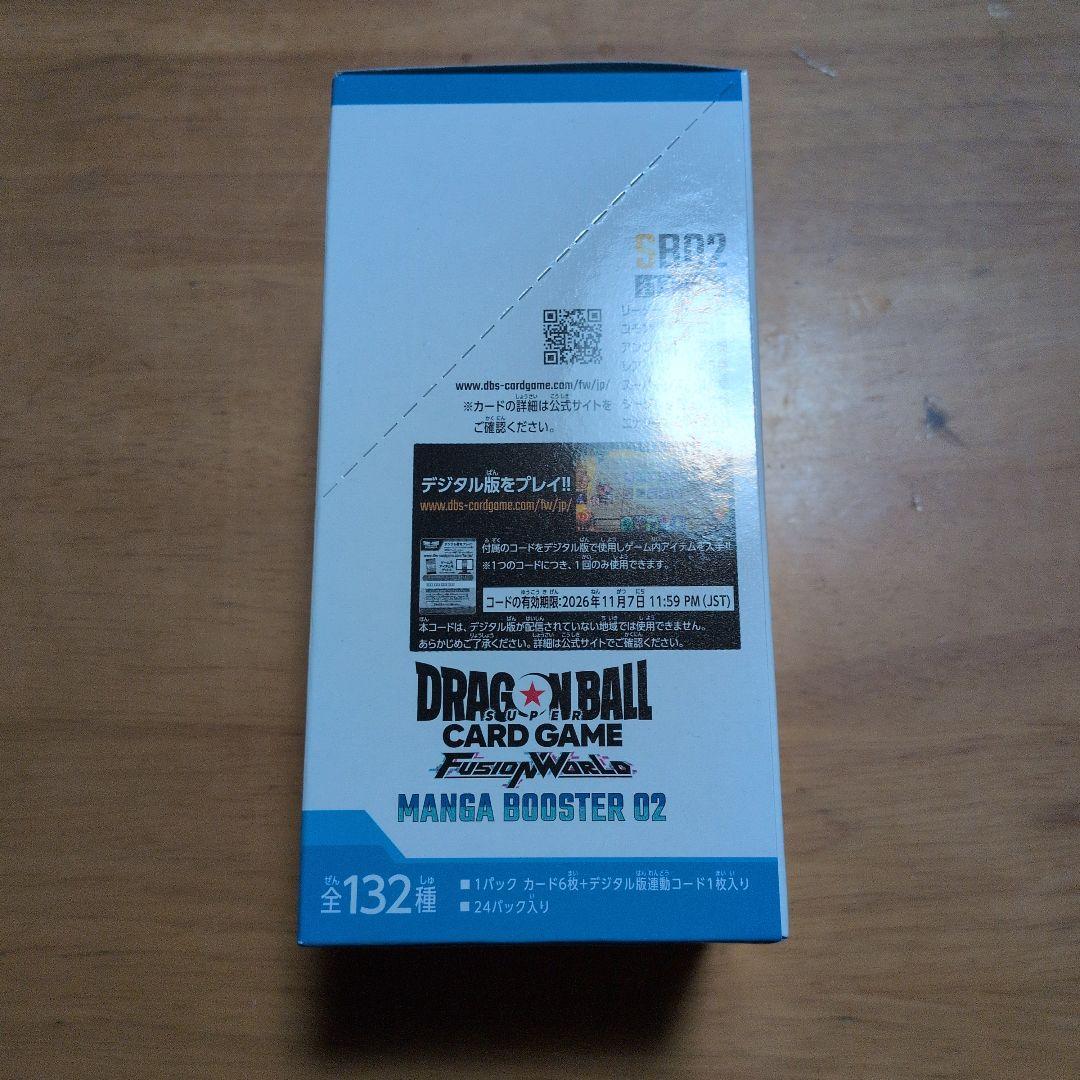 SB02
www.dbs-cardgame.com/fw/jp/
※カードの詳細は公式サイトを
ご確認ください。
デジタル版をプレイ!!
www.dbs-cardgame.com/fw/jp/
付属のコードをデジタル版で使用しゲーム内アイテムを入手!!
※1つのコードにつき、1回のみ使用できます。
コードの有効期限:2026年11月7日 11:59 PM (JST)
本コードは、デジタル版が配信されていない地域では使用できません。
あらかじめご了承ください。詳細は公式サイトでご確認ください。
DRAGON BALL
SUPER
CARD GAME
FUSION WORLD
MANGA BOOSTER 02
全132種
■ 1パック カード6枚+デジタル版連動コード1枚入り
■ 24パック入り